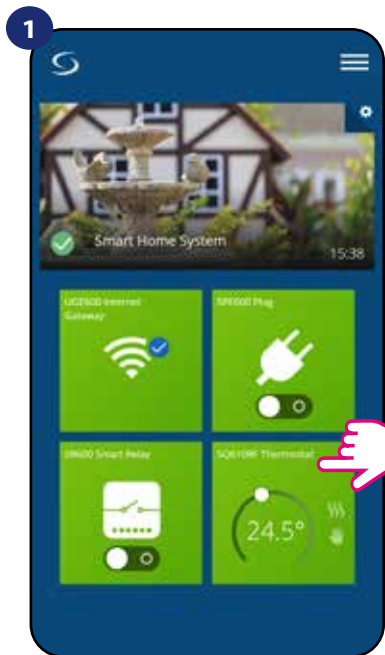 1
Smart Home System
15:38
UGE600 Internet
Gateway
SPE600 Plug
SR600 Smart Relay
SQ610RF Thermostat
24.5°